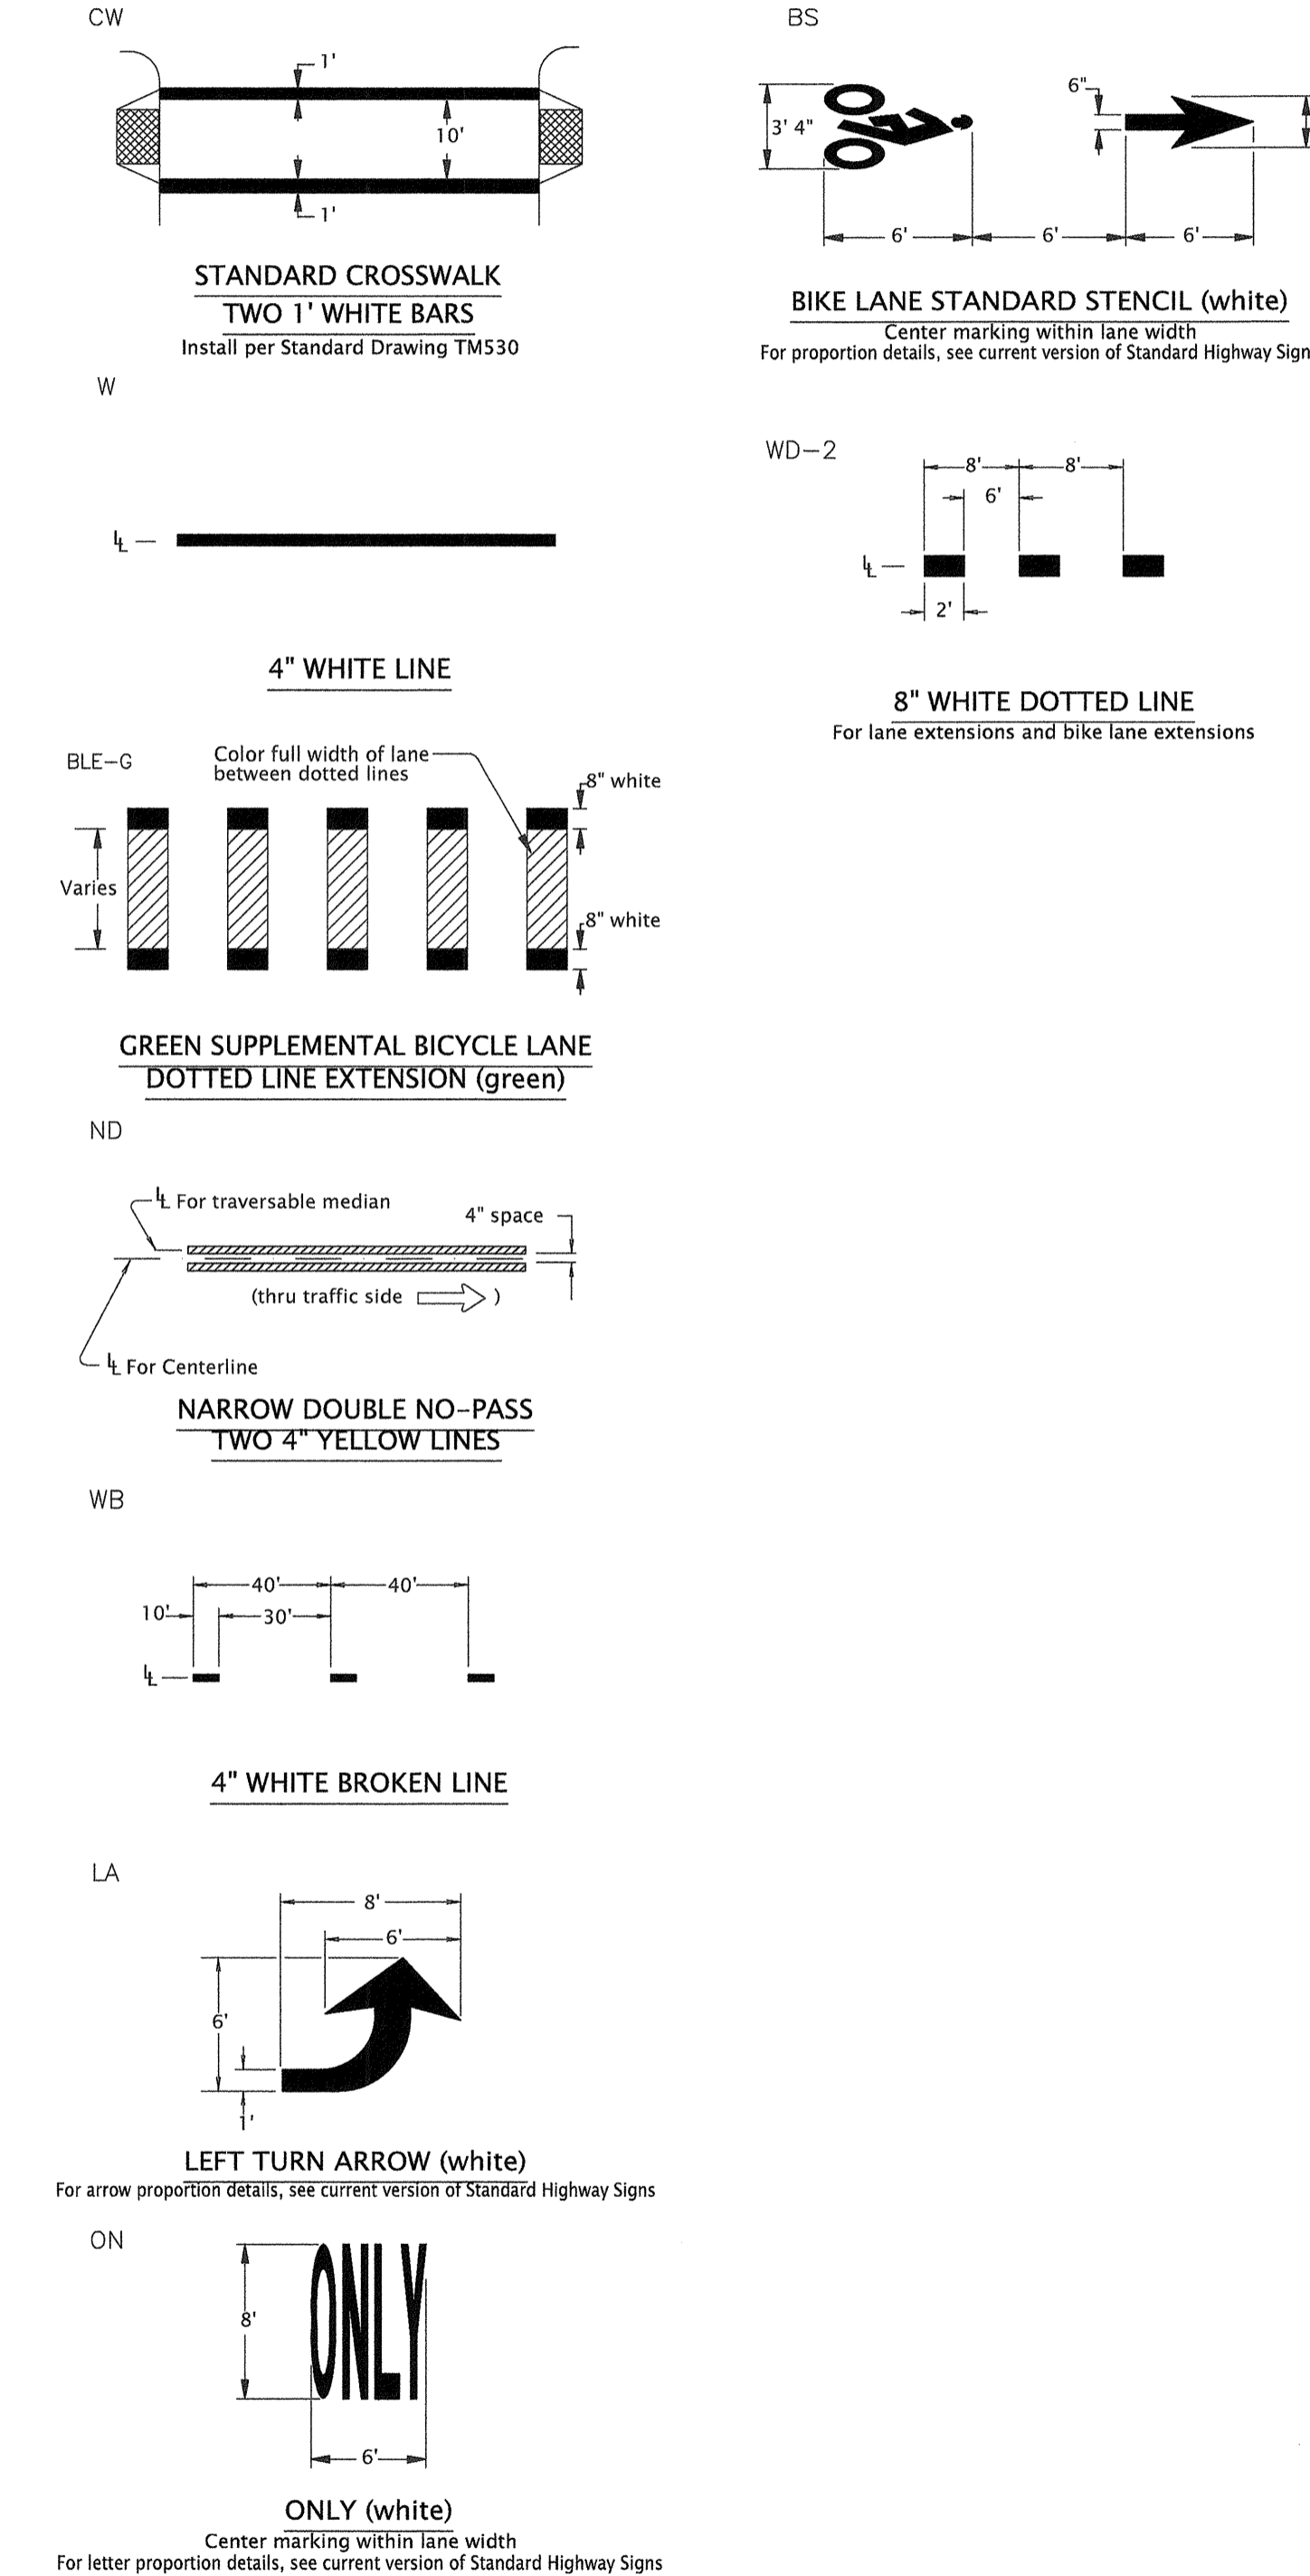 CW
1'
10'
1'
STANDARD CROSSWALK
TWO 1' WHITE BARS
Install per Standard Drawing TM530
BS
3' 4"
6"
6'
6'
6'
BIKE LANE STANDARD STENCIL (white)
Center marking within lane width
For proportion details, see current version of Standard Highway Sign
W
4" WHITE LINE
WD-2
8'
8'
6'
2'
8" WHITE DOTTED LINE
For lane extensions and bike lane extensions
BLE-G
Color full width of lane
between dotted lines
8" white
Varies
8" white
GREEN SUPPLEMENTAL BICYCLE LANE
DOTTED LINE EXTENSION (green)
ND
For traversable median
4" space
(thru traffic side )
For Centerline
NARROW DOUBLE NO-PASS
TWO 4" YELLOW LINES
WB
40'
40'
10'
30'
4" WHITE BROKEN LINE
LA
8'
6'
6'
1'
LEFT TURN ARROW (white)
For arrow proportion details, see current version of Standard Highway Signs
ON
ONLY
8'
6'
ONLY (white)
Center marking within lane width
For letter proportion details, see current version of Standard Highway Signs